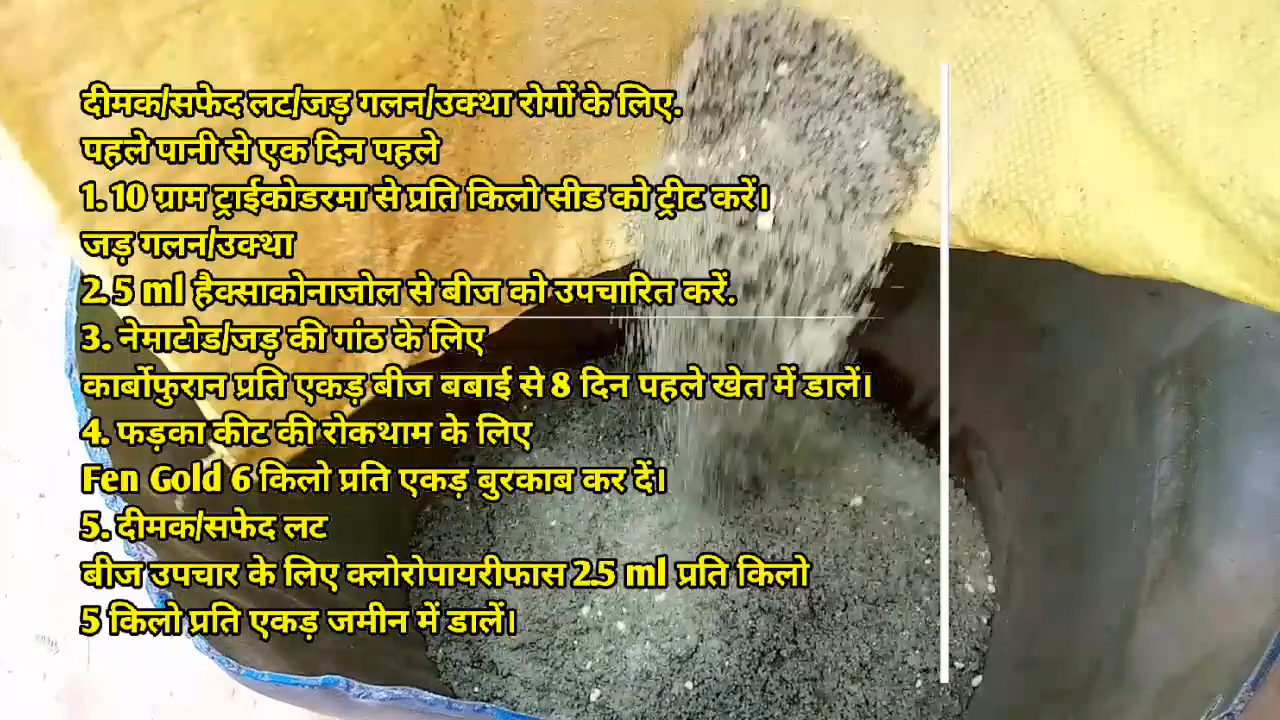 दीमक/सफेद लट/जड़ गलन/उक्था रोगों के लिए.
पहले पानी से एक दिन पहले
1. 10 ग्राम ट्राईकोडरमा से प्रति किलो सीड को ट्रीट करें।
जड़ गलन/उक्था
2. 5 ml हैक्साकोनाजोल से बीज को उपचारित करें.
3. नेमाटोड/जड़ की गांठ के लिए
कार्बोफुरान प्रति एकड़ बीज बबाई से 8 दिन पहले खेत में डालें।
4. फड़का कीट की रोकथाम के लिए
Fen Gold 6 किलो प्रति एकड़ बुरकाब कर दें।
5. दीमक/सफेद लट
बीज उपचार के लिए क्लोरोपायरीफास 2.5 ml प्रति किलो
5 किलो प्रति एकड़ जमीन में डालें।